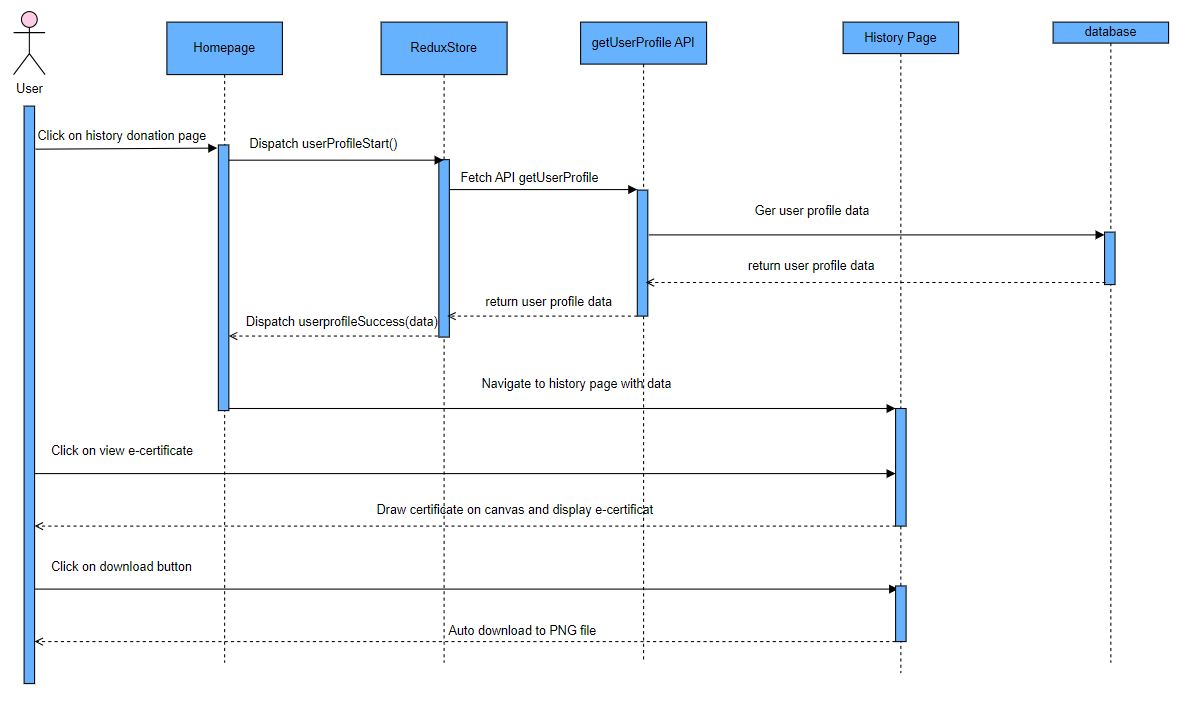 Homepage
ReduxStore
getUserProfile API
History Page
database
User
Click on history donation page
Dispatch userProfileStart()
Fetch API getUserProfile
Ger user profile data
return user profile data
return user profile data
Dispatch userprofileSuccess(data)
Navigate to history page with data
Click on view e-certificate
Draw certificate on canvas and display e-certificat
Click on download button
Auto download to PNG file